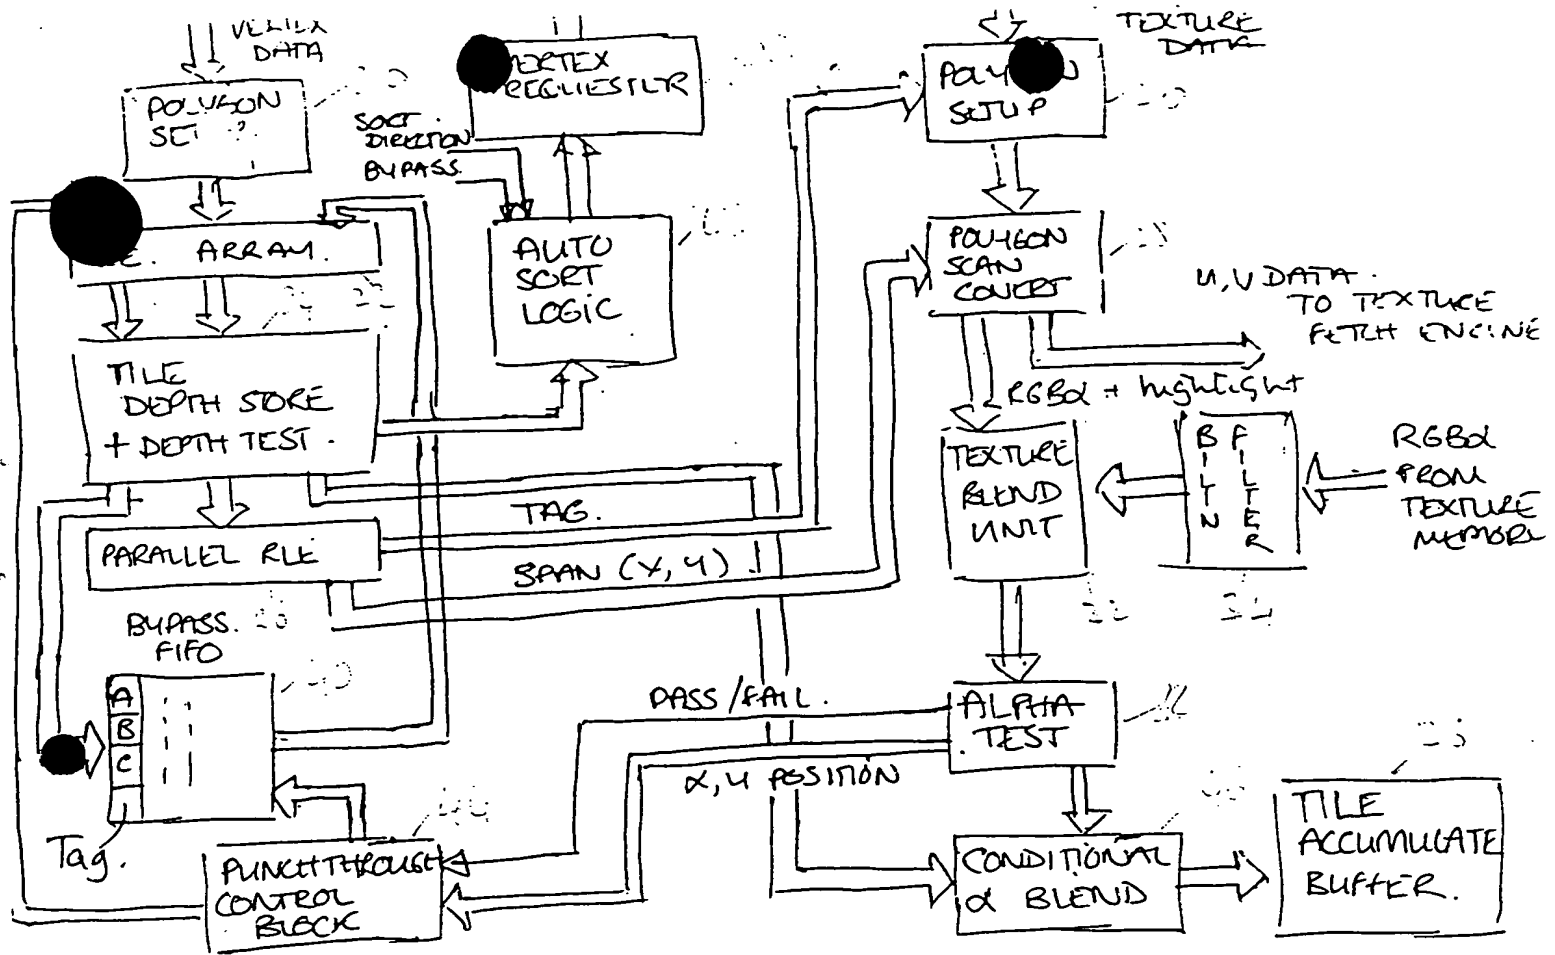 VERTEX
DATA
POLYGON
SORT
DIRECTION
BYPASS.
VERTEX
REQUESTER
TEXTURE
DATA
SETUP
ARRAY.
AUTO
SORT
LOGIC
POLYGON
SCAN
CONVERT
U,V DATA.
TO TEXTURE
FETCH ENGINE
TILE
DEPTH STORE
+ DEPTH TEST.
RGBα + highlight
TEXTURE
BLEND
UNIT
BILIN
FILTER
RGBα
FROM
TEXTURE
MEMORY
TAG.
PARALLEL RLE
SPAN (X,Y)
BYPASS.
FIFO
A
B
C
Tag.
PASS/FAIL.
ALPHA
TEST
X,Y POSITION
PUNCHTHROUGH
CONTROL
BLOCK
CONDITIONAL
α BLEND
TILE
ACCUMULATE
BUFFER.